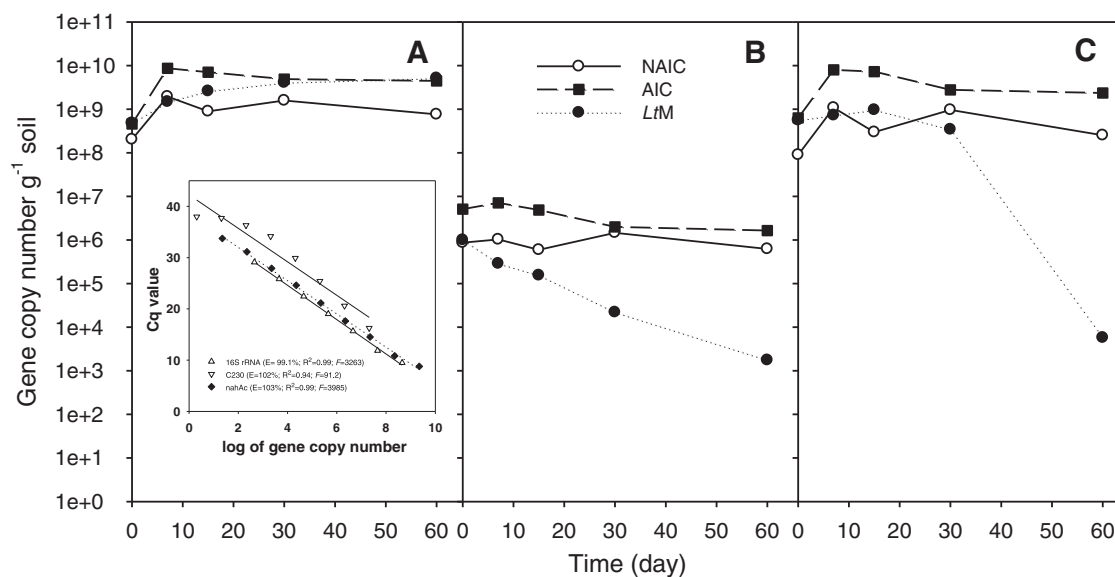 Gene copy number g⁻¹ soil
1e+11
1e+10
1e+9
1e+8
1e+7
1e+6
1e+5
1e+4
1e+3
1e+2
1e+1
1e+0
A
B
C
NAIC
AIC
LtM
Cq value
40
30
20
10
0
16S rRNA (E= 99.1%; R²=0.99; F=3263)
C230 (E=102%; R²=0.94; F=91.2)
nahAc (E=103%; R²=0.99; F=3985)
0 2 4 6 8 10
log of gene copy number
0 10 20 30 40 50 60 0 10 20 30 40 50 60 0 10 20 30 40 50 60
Time (day)